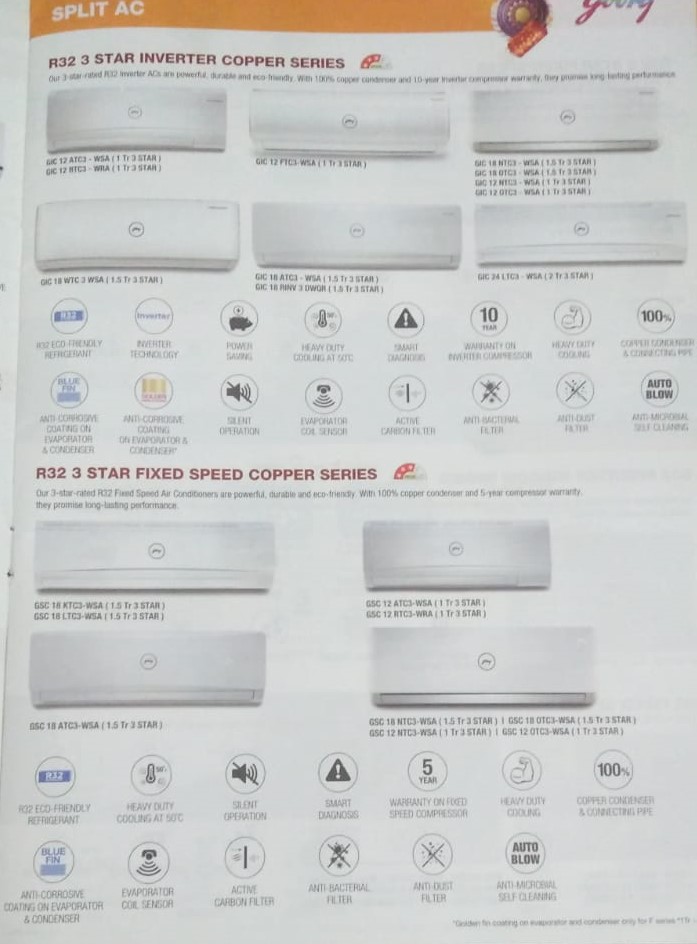 SPLIT AC
Godrej
R32 3 STAR INVERTER COPPER SERIES
Our 3-star-rated R32 Inverter ACs are powerful, durable and eco-friendly. With 100% copper condenser and 10-year inverter compressor warranty, they promise long-lasting performance.
GIC 12 ATC3 - WSA ( 1 Tr 3 STAR )
GIC 12 RTC3 - WRA ( 1 Tr 3 STAR )
GIC 12 FTC3-WSA ( 1 Tr 3 STAR )
GIC 18 NTC3 - WSA ( 1.5 Tr 3 STAR )
GIC 18 OTC3 - WSA ( 1.5 Tr 3 STAR )
GIC 12 NTC3 - WSA ( 1 Tr 3 STAR )
GIC 12 OTC3 - WSA ( 1 Tr 3 STAR )
GIC 18 WTC 3 WSA ( 1.5 Tr 3 STAR )
GIC 18 ATC3 - WSA ( 1.5 Tr 3 STAR )
GIC 18 RINV 3 DWQR ( 1.5 Tr 3 STAR )
GIC 24 LTC3 - WSA ( 2 Tr 3 STAR )
R32
Inverter
50°c
10
YEAR
100%
R32 ECO-FRIENDLY
REFRIGERANT
INVERTER
TECHNOLOGY
POWER
SAVING
HEAVY DUTY
COOLING AT 50°C
SMART
DIAGNOSIS
WARRANTY ON
INVERTER COMPRESSOR
HEAVY DUTY
COOLING
COPPER CONDENSER
& CONNECTING PIPE
BLUE
FIN
GOLDEN
AUTO
BLOW
ANTI-CORROSIVE
COATING ON
EVAPORATOR
& CONDENSER
ANTI-CORROSIVE
COATING
ON EVAPORATOR &
CONDENSER*
SILENT
OPERATION
EVAPORATOR
COIL SENSOR
ACTIVE
CARBON FILTER
ANTI-BACTERIAL
FILTER
ANTI-DUST
FILTER
ANTI-MICROBIAL
SELF CLEANING
R32 3 STAR FIXED SPEED COPPER SERIES
Our 3-star-rated R32 Fixed Speed Air Conditioners are powerful, durable and eco-friendly. With 100% copper condenser and 5-year compressor warranty,
they promise long-lasting performance.
GSC 18 KTC3-WSA ( 1.5 Tr 3 STAR )
GSC 18 LTC3-WSA ( 1.5 Tr 3 STAR )
GSC 12 ATC3-WSA ( 1 Tr 3 STAR )
GSC 12 RTC3-WRA ( 1 Tr 3 STAR )
GSC 18 ATC3-WSA ( 1.5 Tr 3 STAR )
GSC 18 NTC3-WSA ( 1.5 Tr 3 STAR ) | GSC 18 OTC3-WSA ( 1.5 Tr 3 STAR )
GSC 12 NTC3-WSA ( 1 Tr 3 STAR ) | GSC 12 OTC3-WSA ( 1 Tr 3 STAR )
R32
50°c
5
YEAR
100%
R32 ECO-FRIENDLY
REFRIGERANT
HEAVY DUTY
COOLING AT 50°C
SILENT
OPERATION
SMART
DIAGNOSIS
WARRANTY ON FIXED
SPEED COMPRESSOR
HEAVY DUTY
COOLING
COPPER CONDENSER
& CONNECTING PIPE
BLUE
FIN
AUTO
BLOW
ANTI-CORROSIVE
COATING ON EVAPORATOR
& CONDENSER
EVAPORATOR
COIL SENSOR
ACTIVE
CARBON FILTER
ANTI-BACTERIAL
FILTER
ANTI-DUST
FILTER
ANTI-MICROBIAL
SELF CLEANING
*Golden fin coating on evaporator and condenser only for F series